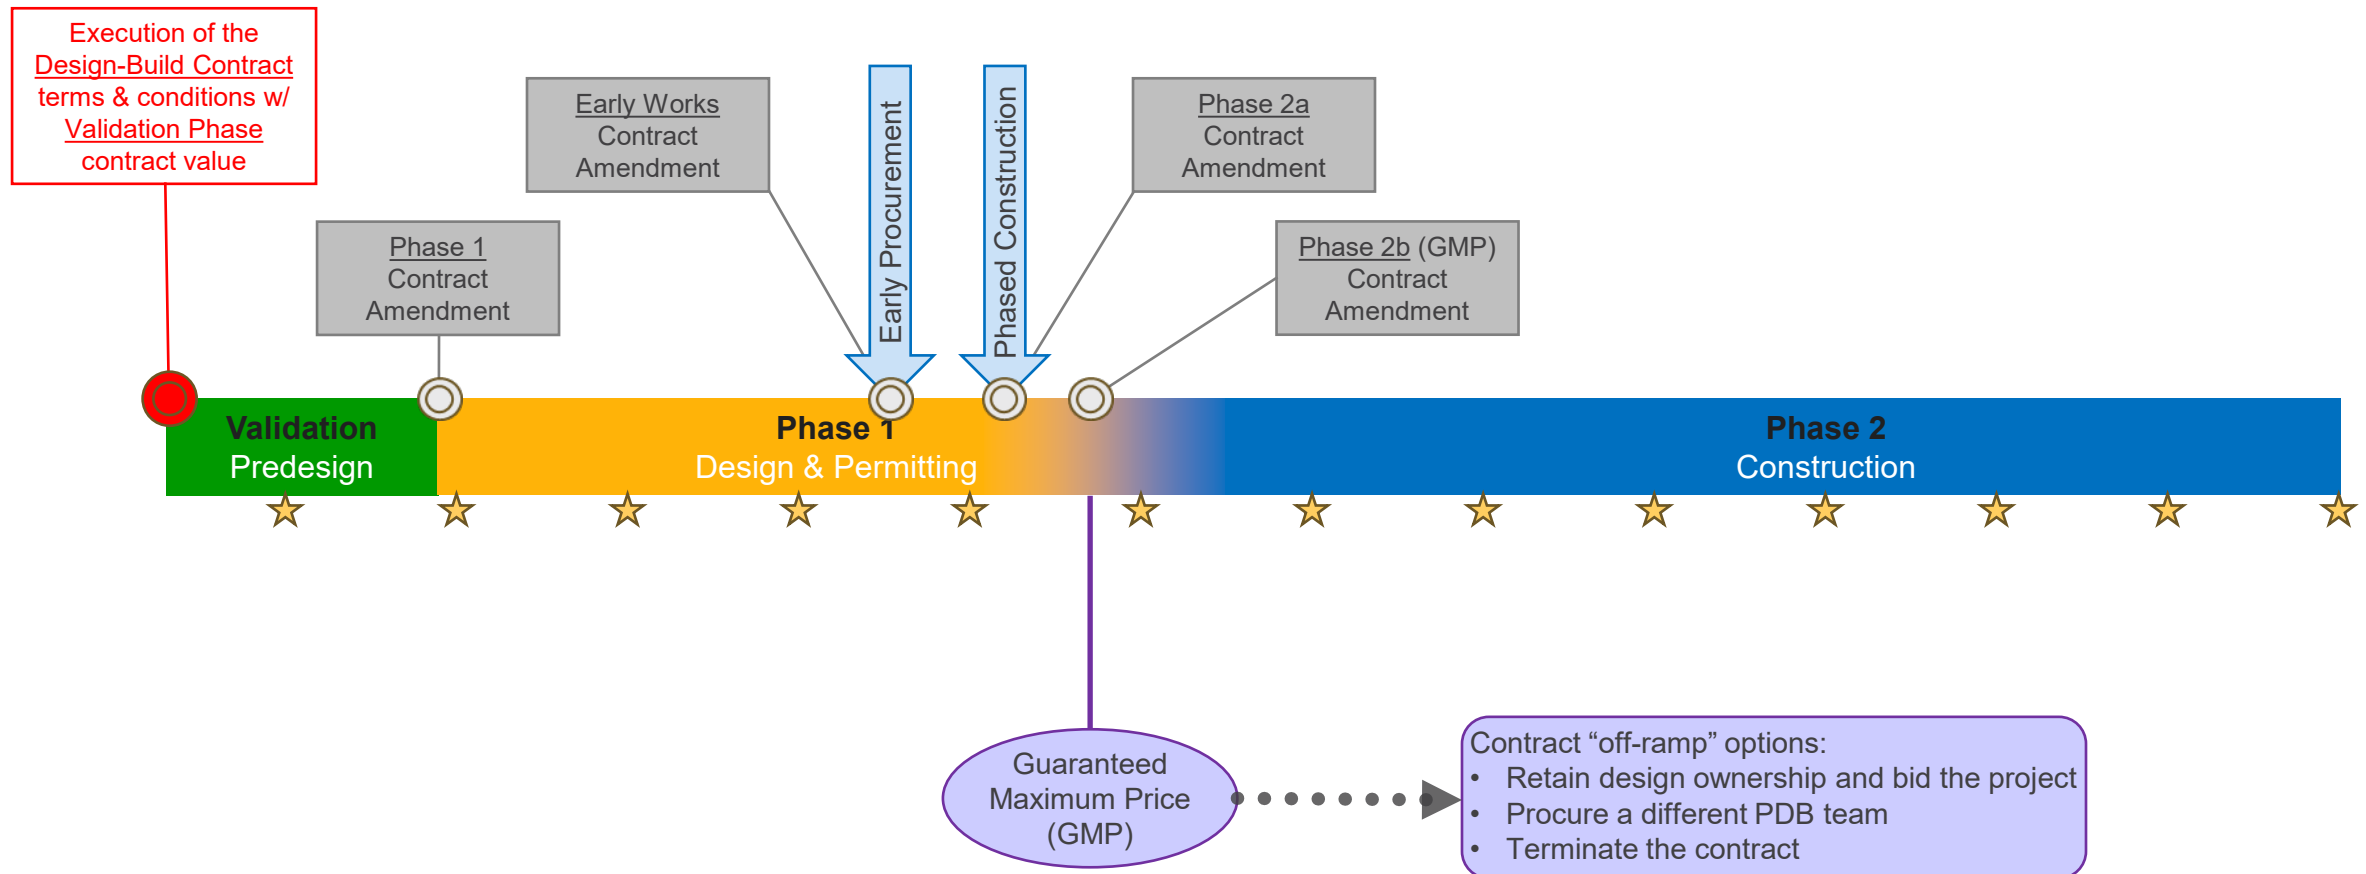 Execution of the
Design-Build Contract
terms & conditions w/
Validation Phase
contract value
Phase 1
Contract
Amendment
Early Works
Contract
Amendment
Early Procurement
Phased Construction
Phase 2a
Contract
Amendment
Phase 2b (GMP)
Contract
Amendment
Validation
Predesign
Phase 1
Design & Permitting
Phase 2
Construction
Guaranteed
Maximum Price
(GMP)
Contract “off-ramp” options:
• Retain design ownership and bid the project
• Procure a different PDB team
• Terminate the contract